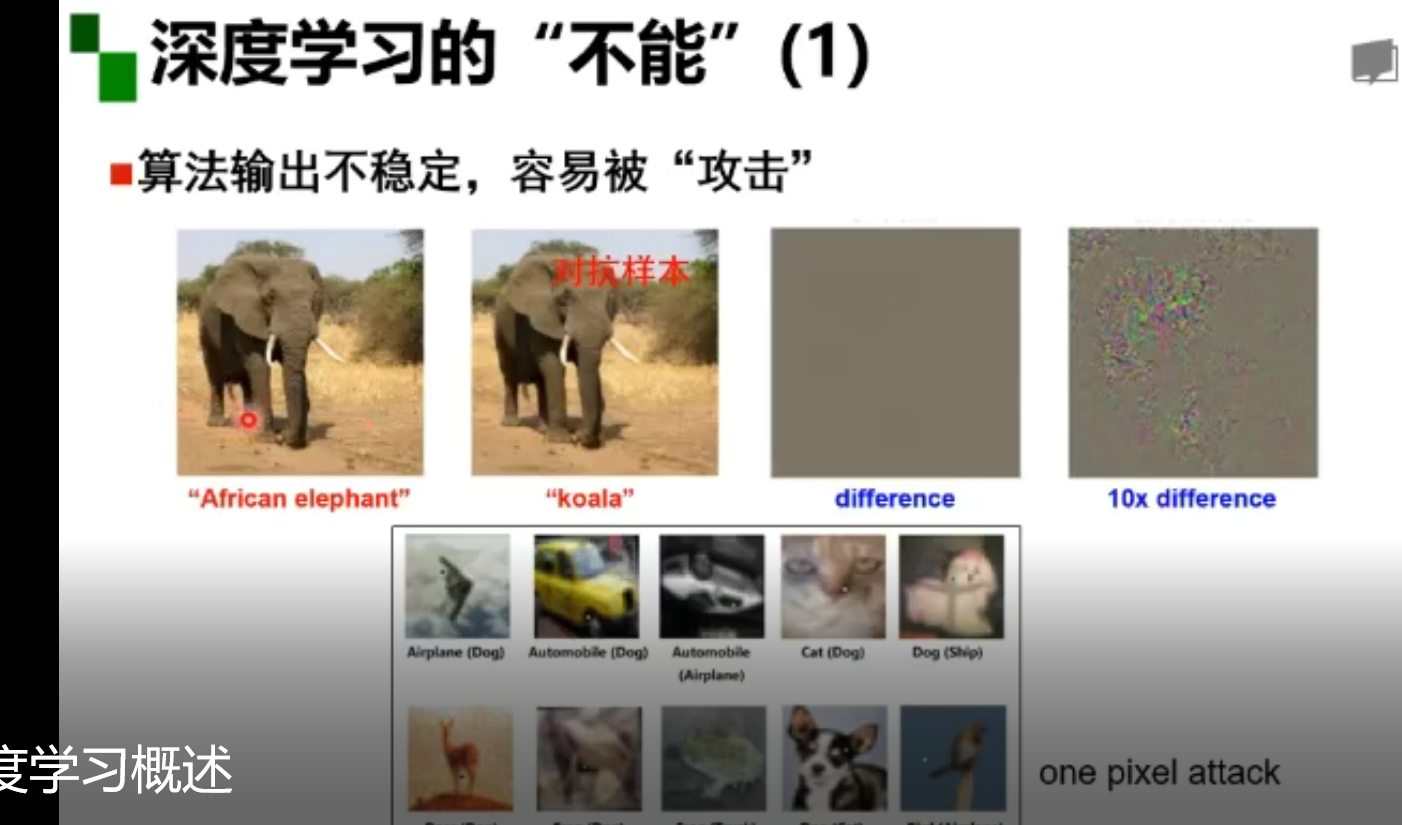 深度学习的“不能”(1)
算法输出不稳定，容易被“攻击”
对抗样本
“African elephant”
“koala”
difference
10x difference
Airplane (Dog)
Automobile (Dog)
Automobile
(Airplane)
Cat (Dog)
Dog (Ship)
度学习概述
one pixel attack